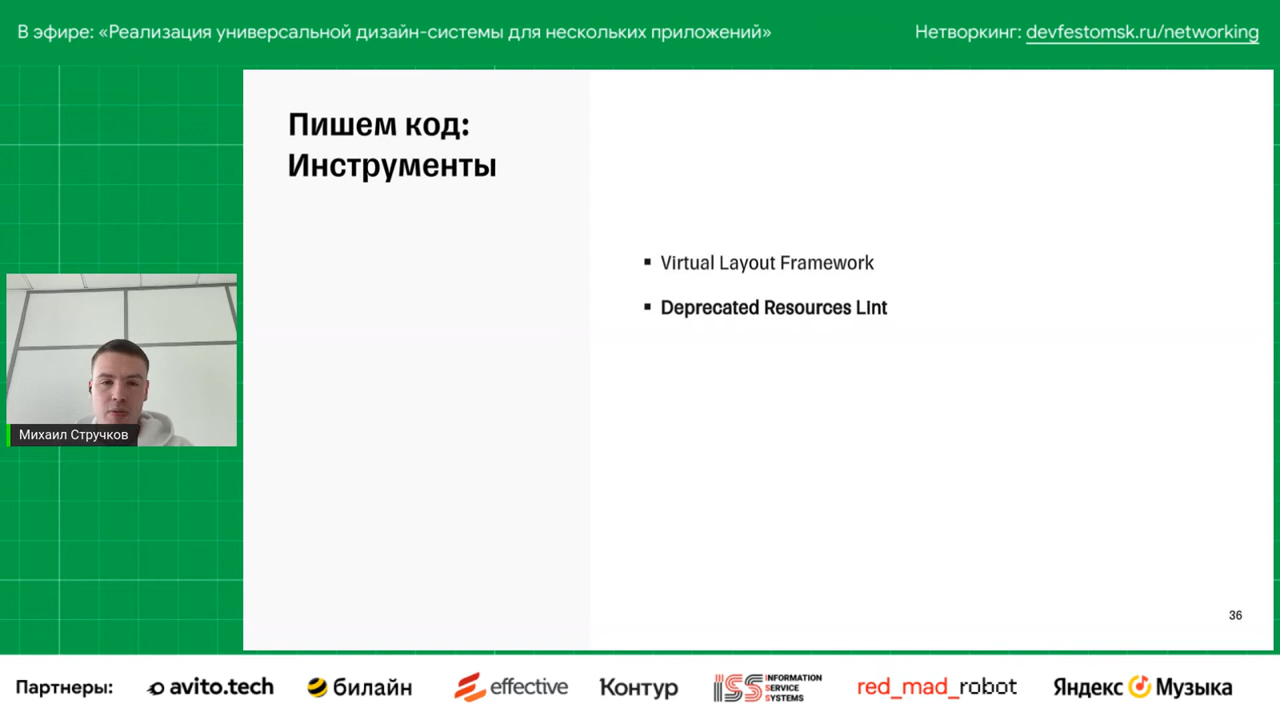 В эфире: «Реализация универсальной дизайн-системы для нескольких приложений»
Нетворкинг: devfestomsk.ru/networking
Пишем код:
Инструменты
▪ Virtual Layout Framework
▪ Deprecated Resources Lint
Михаил Стручков
36
Партнеры:
avito.tech
билайн
effective
Контур
ISS INFORMATION
SERVICE
SYSTEMS
red_mad_robot
Яндекс Музыка